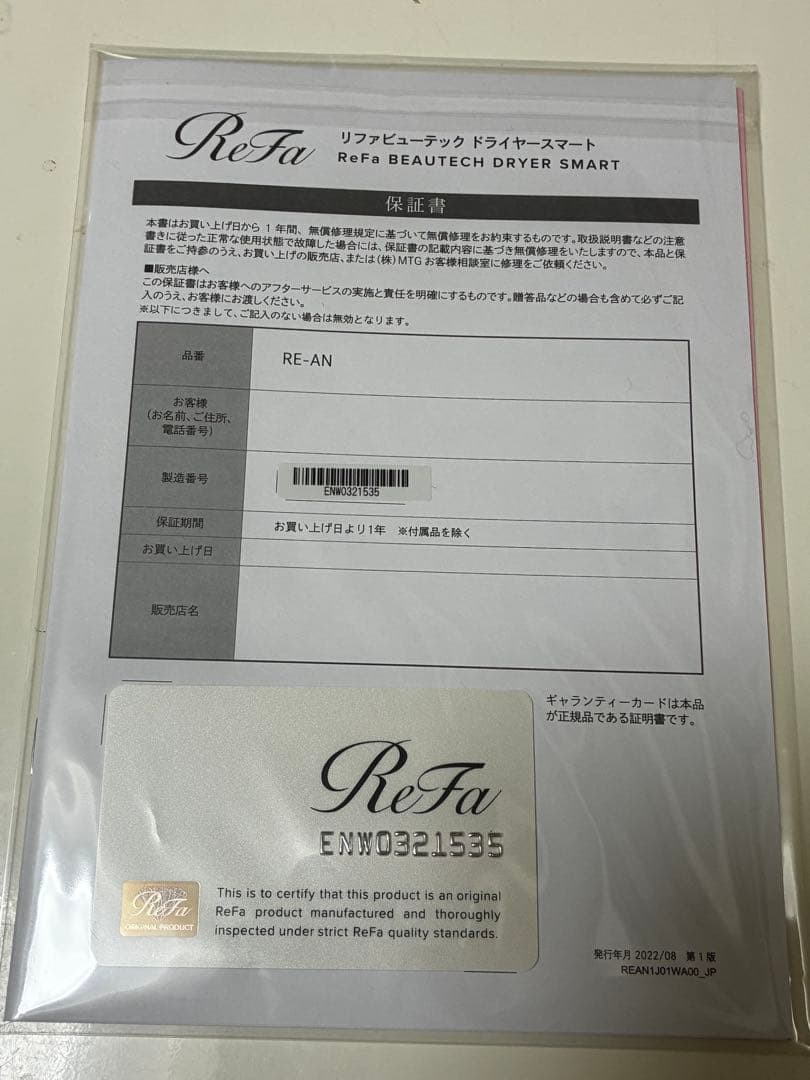 ReFa
リファビューテック ドライヤースマート
ReFa BEAUTECH DRYER SMART
保証書
本書はお買い上げ日から 1 年間、無償修理規定に基づいて無償修理をお約束するものです。取扱説明書などの注意
書きに従った正常な使用状態で故障した場合には、保証書の記載内容に基づき無償修理をいたしますので、本品と保
証書をご持参のうえ、お買い上げの販売店、または(株)MTG お客様相談室に修理をご依頼ください。
■販売店様へ
この保証書はお客様へのアフターサービスの実施と責任を明確にするものです。贈答品などの場合も含めて必ずご記
入のうえ、お客様にお渡しください。
※以下につきまして、ご記入のない場合は無効となります。
品番
RE-AN
お客様
(お名前、ご住所、
電話番号)
製造番号
ENW0321535
保証期間
お買い上げ日より1年 ※付属品を除く
お買い上げ日
販売店名
ギャランティーカードは本品
が正規品である証明書です。
ReFa
ENW0321535
ReFa
ORIGINAL PRODUCT
This is to certify that this product is an original
ReFa product manufactured and thoroughly
inspected under strict ReFa quality standards.
発行年月 2022/08 第1版
REAN1J01WA00_JP